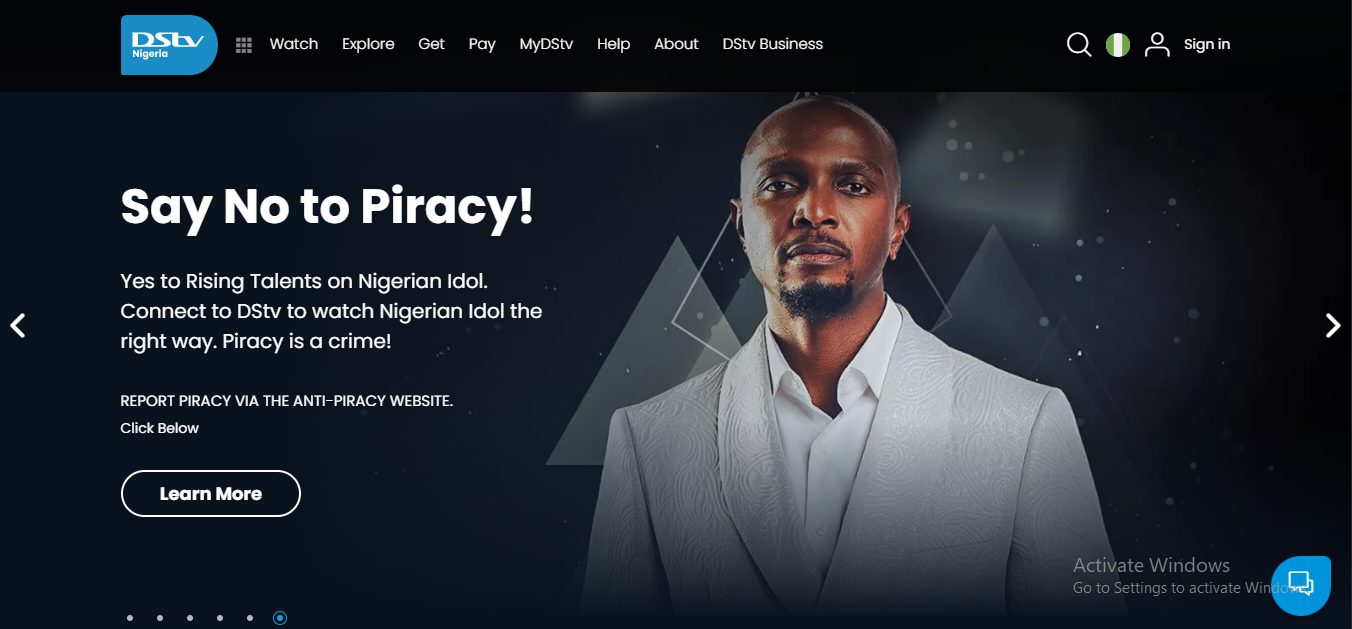 DStv
Nigeria
Watch Explore Get Pay MyDStv Help About DStv Business
Sign in
Say No to Piracy!
Yes to Rising Talents on Nigerian Idol.
Connect to DStv to watch Nigerian Idol the
right way. Piracy is a crime!
REPORT PIRACY VIA THE ANTI-PIRACY WEBSITE.
Click Below
Learn More
Activate Windows
Go to Settings to activate Windows.